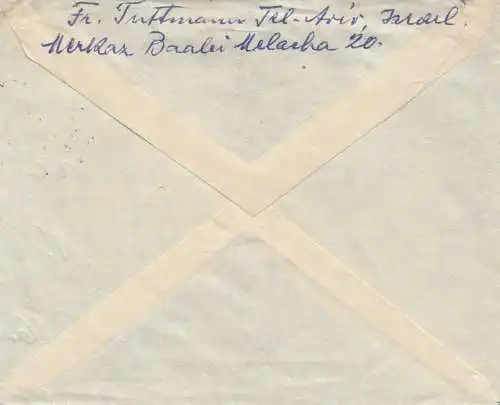 Fr. Tuttmann Tel-Aviv, Israel.
Merkaz Baalei Melacha 20.